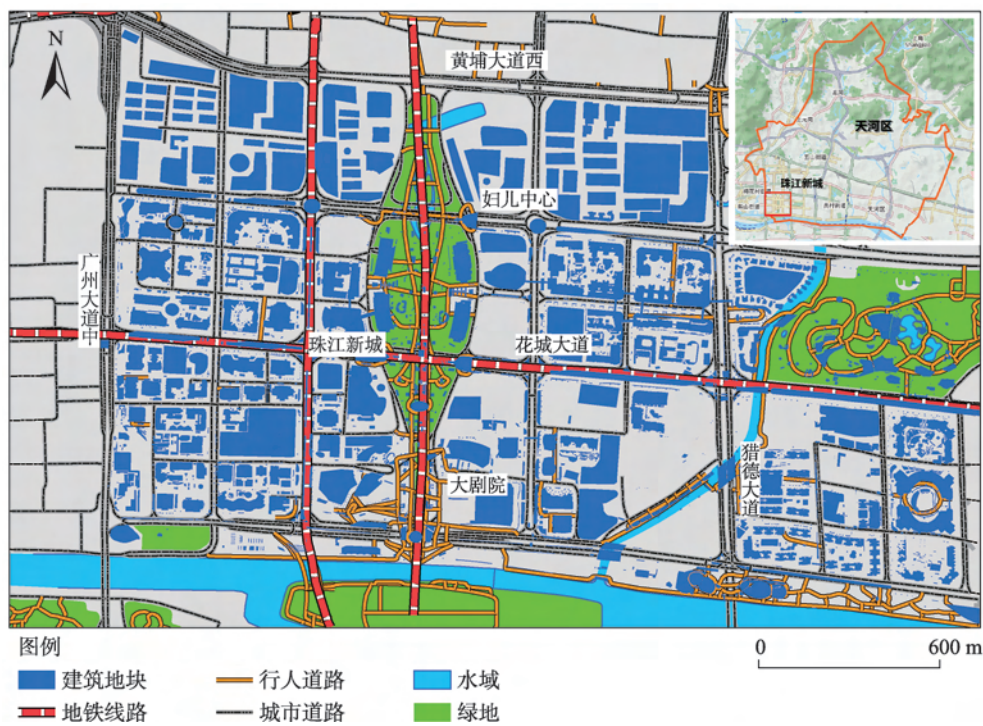 N
黄埔大道西
天河区
珠江新城
妇儿中心
广州大道中
珠江新城
花城大道
大剧院
猎德大道
图例
0 600 m
建筑地块
行人道路
水域
地铁线路
城市道路
绿地